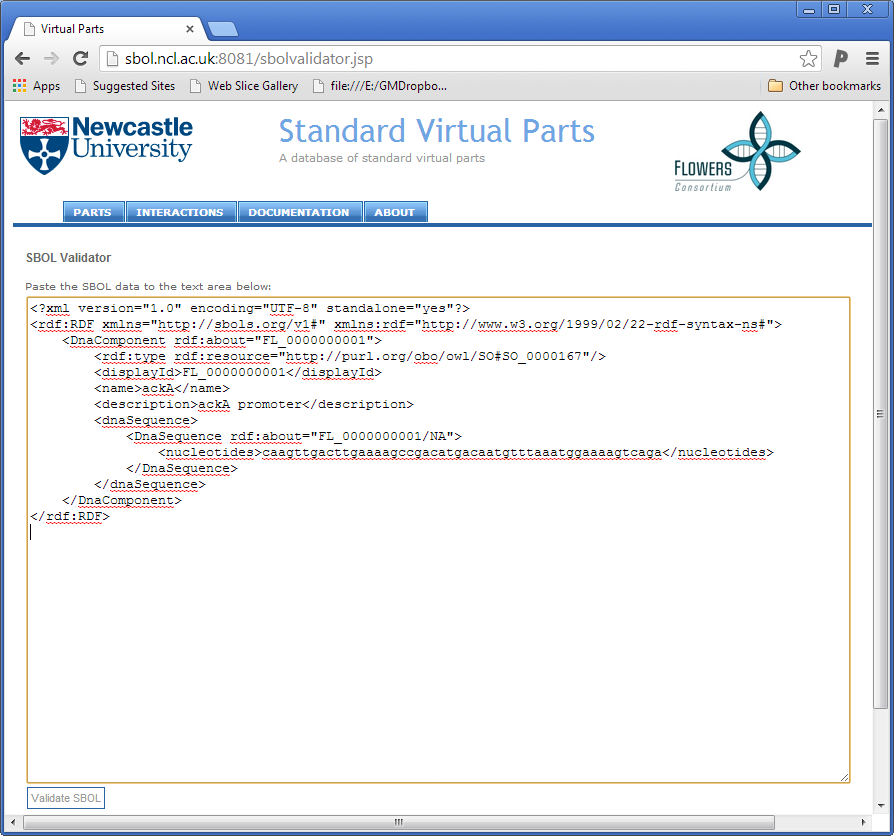 Virtual Parts
sbol.ncl.ac.uk:8081/sbolvalidator.jsp
Apps Suggested Sites Web Slice Gallery file:///E:/GMDropbo... Other bookmarks
Newcastle University
Standard Virtual Parts
A database of standard virtual parts
FLOWERS
Consortium
PARTS INTERACTIONS DOCUMENTATION ABOUT
SBOL Validator
Paste the SBOL data to the text area below:
<?xml version="1.0" encoding="UTF-8" standalone="yes"?>
<rdf:RDF xmlns="http://sbols.org/v1#" xmlns:rdf="http://www.w3.org/1999/02/22-rdf-syntax-ns#">
<DnaComponent rdf:about="FL_0000000001">
<rdf:type rdf:resource="http://purl.org/obo/owl/SO#SO_0000167"/>
<displayId>FL_0000000001</displayId>
<name>ackA</name>
<description>ackA promoter</description>
<dnaSequence>
<DnaSequence rdf:about="FL_0000000001/NA">
<nucleotides>caagttgacttgaaaagccgacatgacaatgtttaaatggaaaagtcaga</nucleotides>
</DnaSequence>
</dnaSequence>
</DnaComponent>
</rdf:RDF>
Validate SBOL